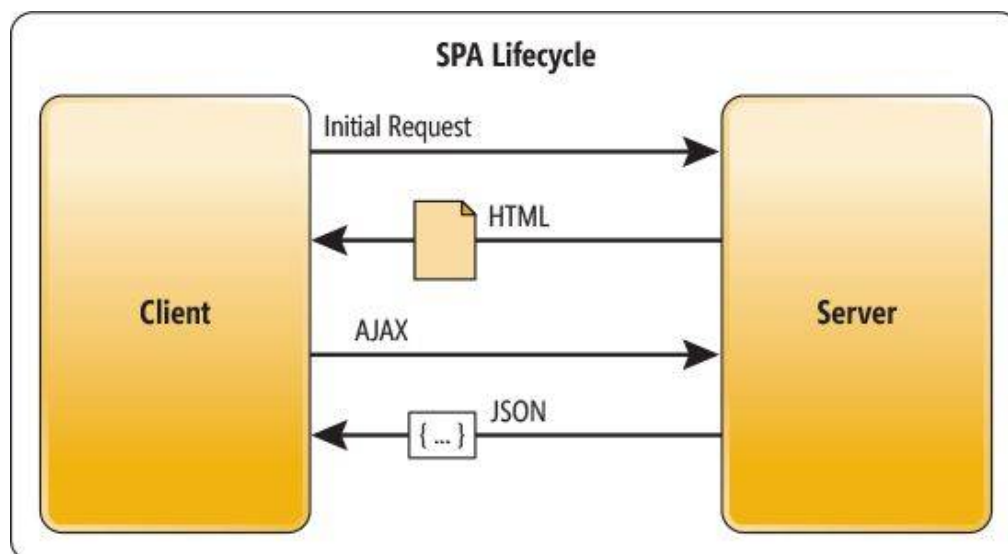 SPA Lifecycle
Initial Request
HTML
Client
Server
AJAX
JSON
{ ... }